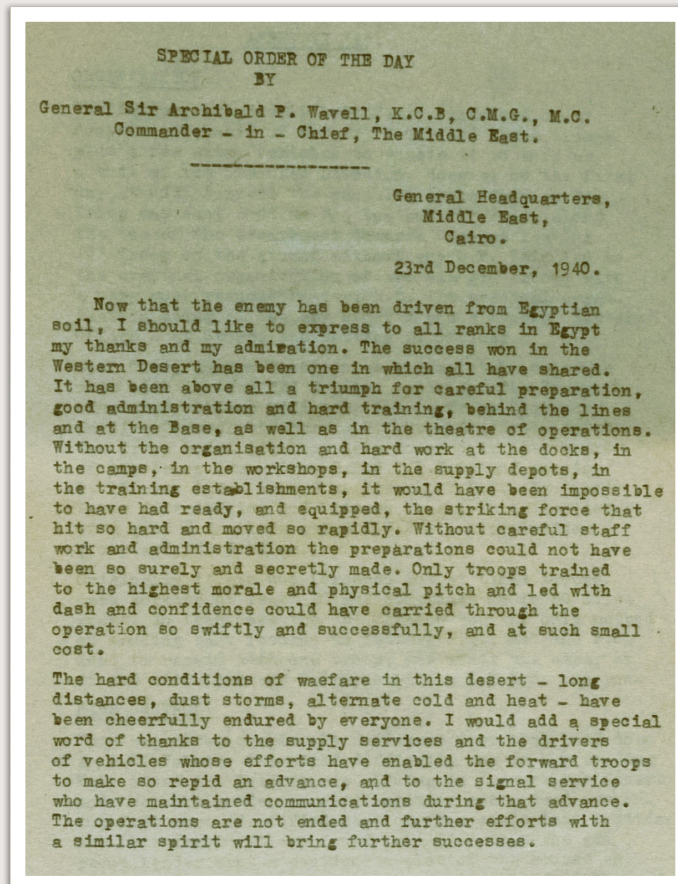 SPECIAL ORDER OF THE DAY
BY
General Sir Archibald P. Wavell, K.C.B, C.M.G., M.C.
Commander - in - Chief, The Middle East.
General Headquarters,
Middle East,
Cairo.
23rd December, 1940.
Now that the enemy has been driven from Egyptian
soil, I should like to express to all ranks in Egypt
my thanks and my admiration. The success won in the
Western Desert has been one in which all have shared.
It has been above all a triumph for careful preparation,
good administration and hard training, behind the lines
and at the Base, as well as in the theatre of operations.
Without the organisation and hard work at the docks, in
the camps, in the workshops, in the supply depots, in
the training establishments, it would have been impossible
to have had ready, and equipped, the striking force that
hit so hard and moved so rapidly. Without careful staff
work and administration the preparations could not have
been so surely and secretly made. Only troops trained
to the highest morale and physical pitch and led with
dash and confidence could have carried through the
operation so swiftly and successfully, and at such small
cost.
The hard conditions of waefare in this desert - long
distances, dust storms, alternate cold and heat - have
been cheerfully endured by everyone. I would add a special
word of thanks to the supply services and the drivers
of vehicles whose efforts have enabled the forward troops
to make so repid an advance, and to the signal service
who have maintained communications during that advance.
The operations are not ended and further efforts with
a similar spirit will bring further successes.